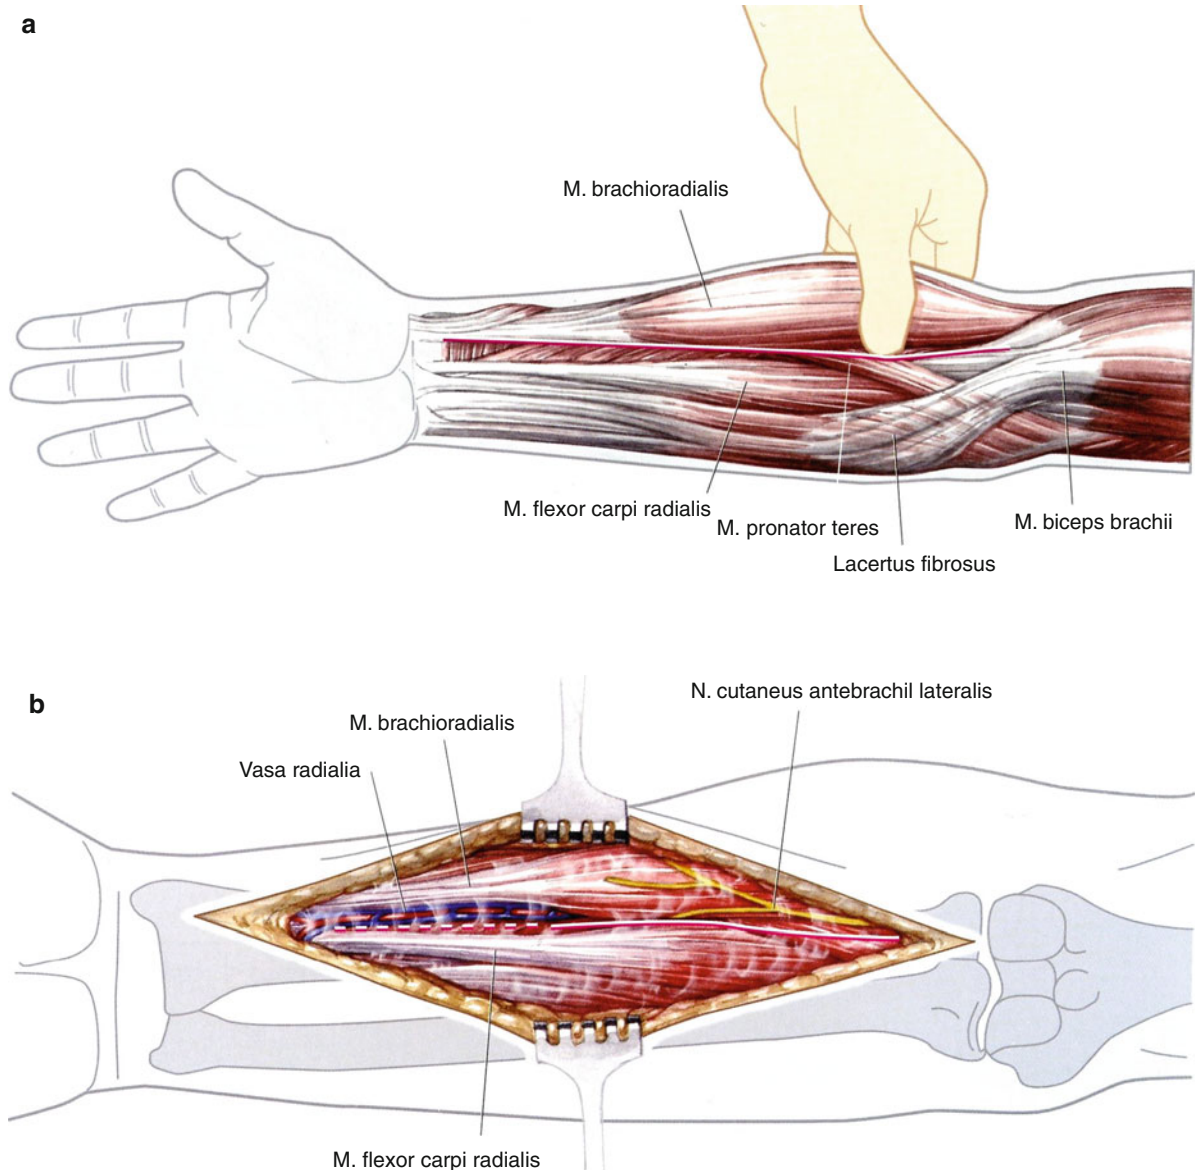 a
M. brachioradialis
M. flexor carpi radialis
M. pronator teres
M. biceps brachii
Lacertus fibrosus
b
N. cutaneus antebrachil lateralis
M. brachioradialis
Vasa radialia
M. flexor carpi radialis